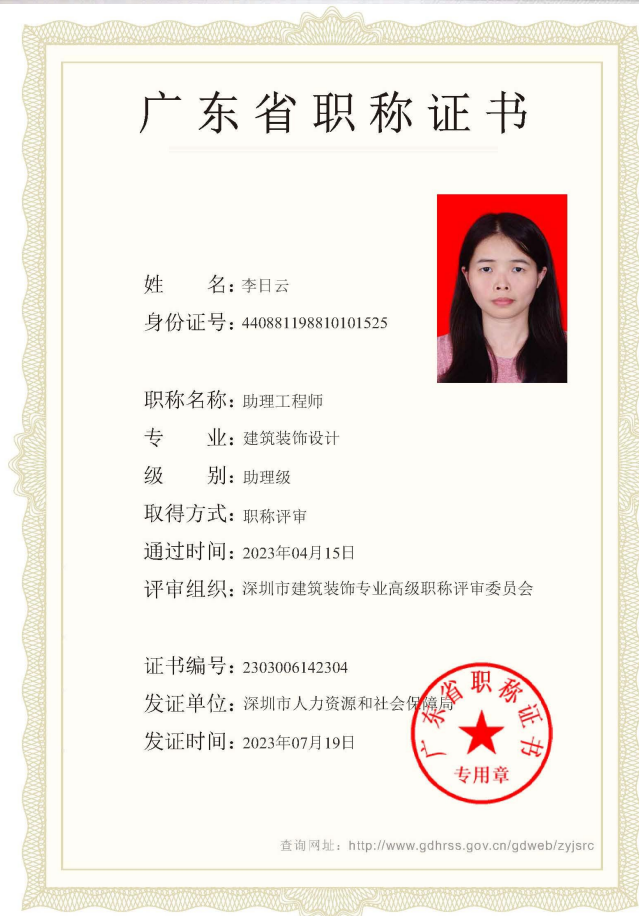 广东省职称证书
姓 名：李日云
身份证号：440881198810101525
职称名称：助理工程师
专 业：建筑装饰设计
级 别：助理级
取得方式：职称评审
通过时间：2023年04月15日
评审组织：深圳市建筑装饰专业高级职称评审委员会
证书编号：2303006142304
发证单位：深圳市人力资源和社会保障局
发证时间：2023年07月19日
广东省职称证书
专用章
查询网址：http://www.gdhrss.gov.cn/gdweb/zyjsrc